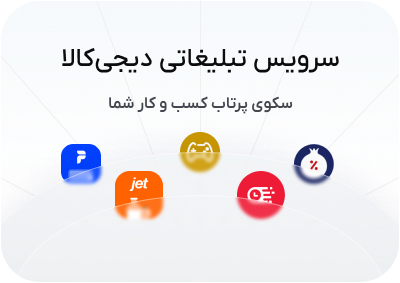 سرویس تبلیغاتی دیجی‌کالا
سکوی پرتاب کسب و کار شما
jet